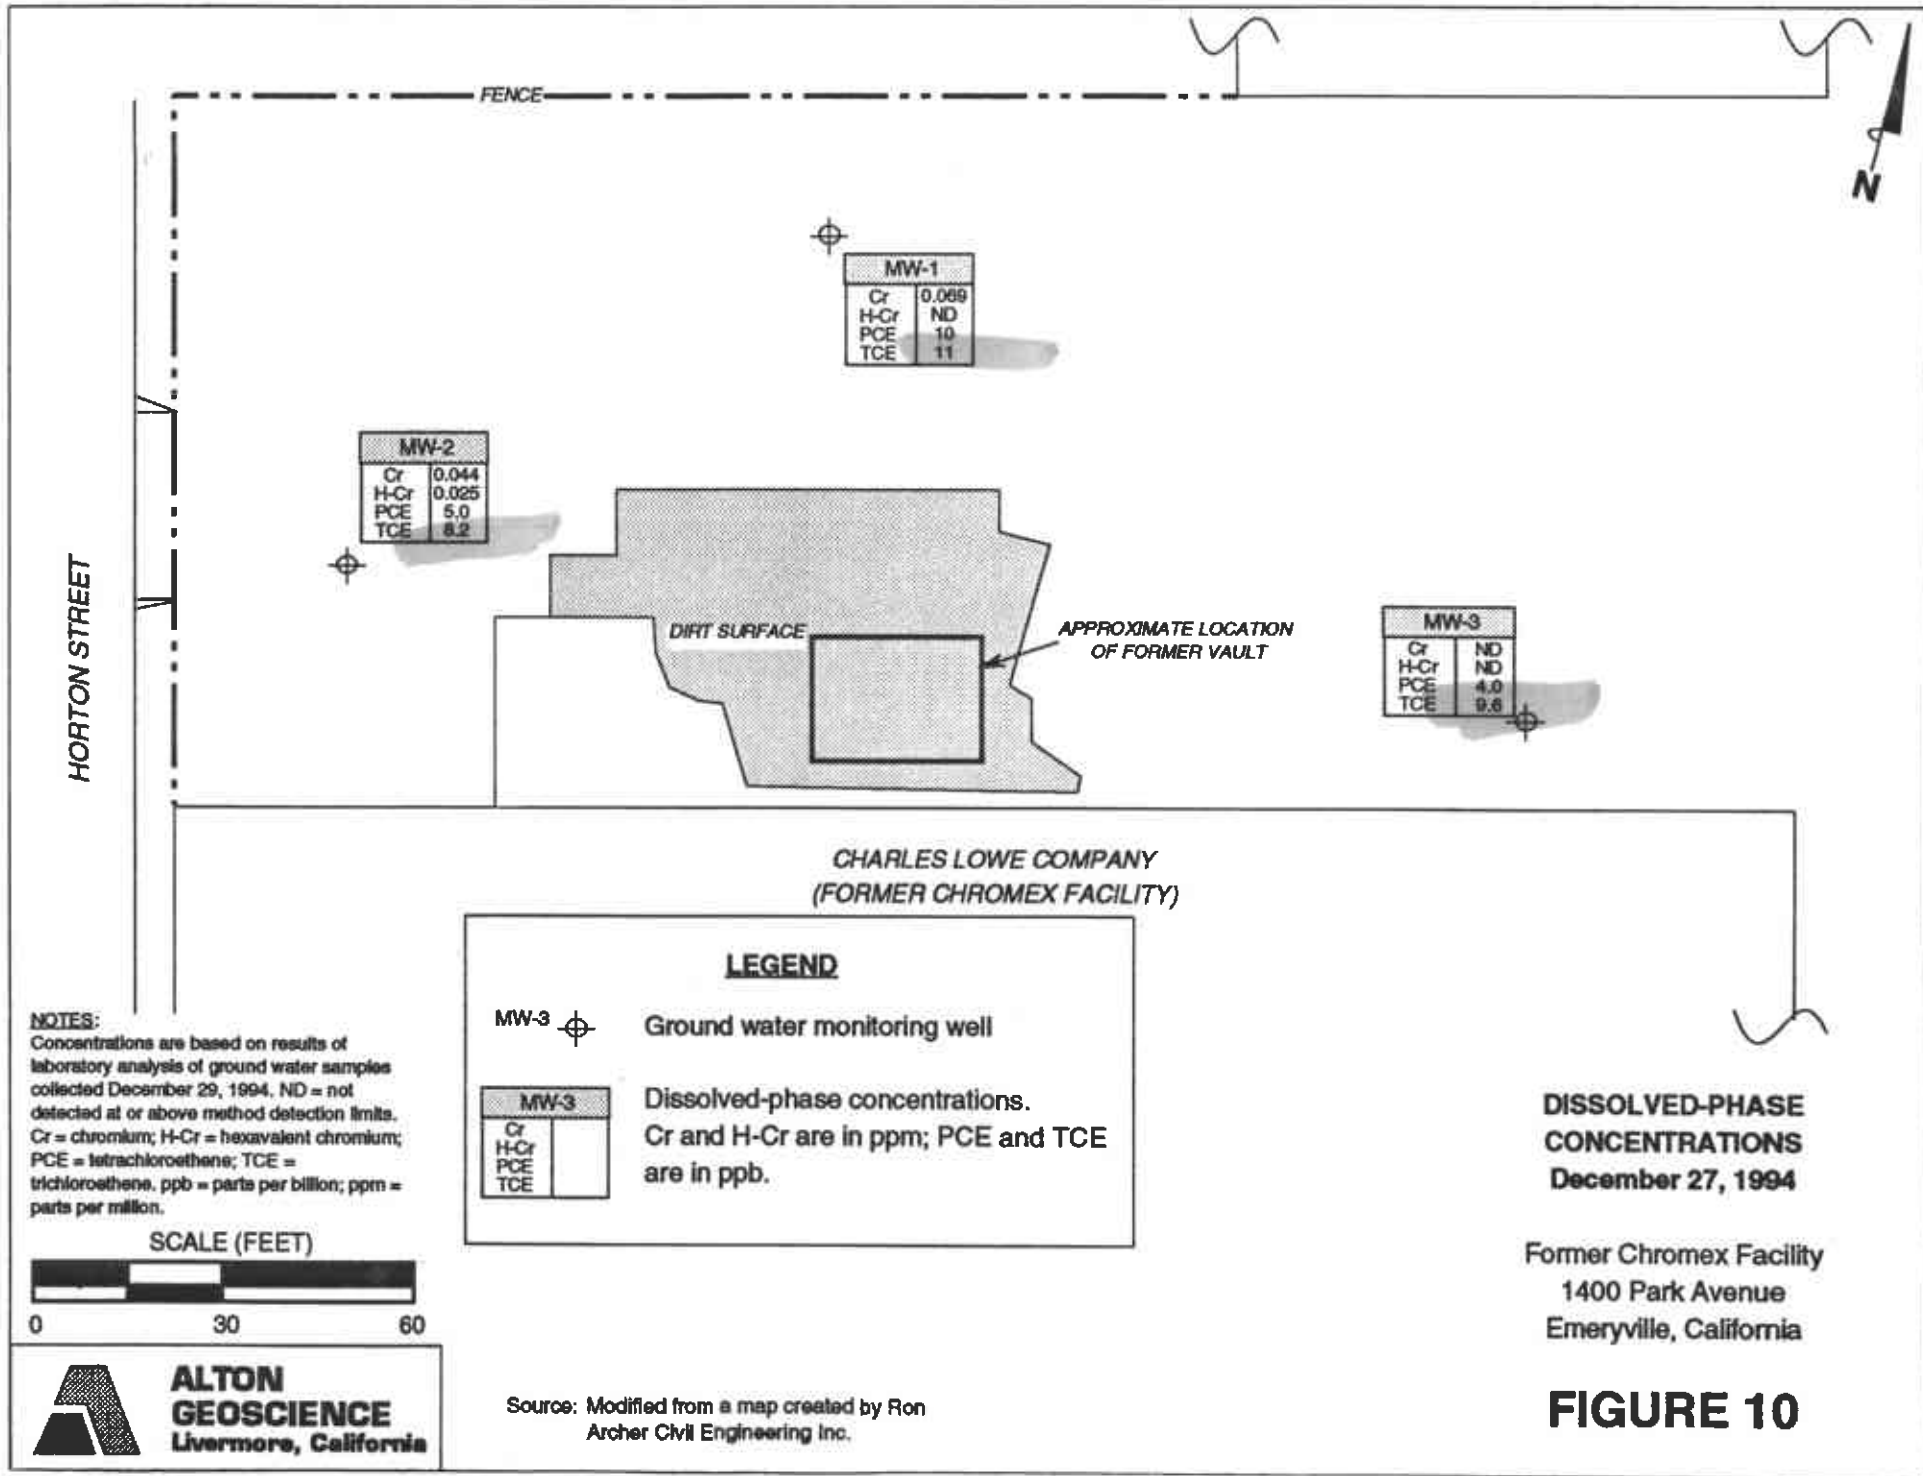 FENCE
N
MW-1
Cr 0.069
H-Cr ND
PCE 10
TCE 11
MW-2
Cr 0.044
H-Cr 0.025
PCE 5.0
TCE 8.2
HORTON STREET
DIRT SURFACE
APPROXIMATE LOCATION
OF FORMER VAULT
MW-3
Cr ND
H-Cr ND
PCE 4.0
TCE 9.6
CHARLES LOWE COMPANY
(FORMER CHROMEX FACILITY)
LEGEND
MW-3 Ground water monitoring well
MW-3
Cr
H-Cr
PCE
TCE
Dissolved-phase concentrations.
Cr and H-Cr are in ppm; PCE and TCE
are in ppb.
NOTES:
Concentrations are based on results of
laboratory analysis of ground water samples
collected December 29, 1994. ND = not
detected at or above method detection limits.
Cr = chromium; H-Cr = hexavalent chromium;
PCE = tetrachloroethene; TCE =
trichloroethene. ppb = parts per billion; ppm =
parts per million.
SCALE (FEET)
0 30 60
ALTON
GEOSCIENCE
Livermore, California
Source: Modified from a map created by Ron
Archer Civil Engineering Inc.
DISSOLVED-PHASE
CONCENTRATIONS
December 27, 1994
Former Chromex Facility
1400 Park Avenue
Emeryville, California
FIGURE 10